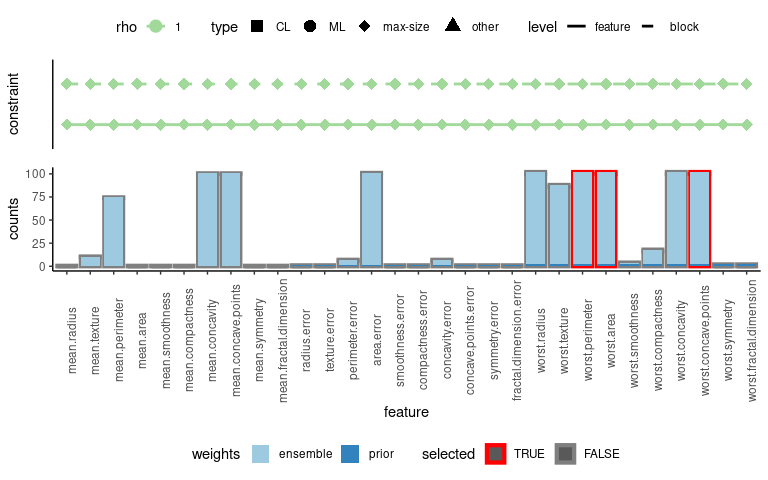 rho 1 type CL ML max-size other level feature block
constraint
counts
100
75
50
25
0
mean.radius
mean.texture
mean.perimeter
mean.area
mean.smoothness
mean.compactness
mean.concavity
mean.concave.points
mean.symmetry
mean.fractal.dimension
radius.error
texture.error
perimeter.error
area.error
smoothness.error
compactness.error
concavity.error
concave.points.error
symmetry.error
fractal.dimension.error
worst.radius
worst.texture
worst.perimeter
worst.area
worst.smoothness
worst.compactness
worst.concavity
worst.concave.points
worst.symmetry
worst.fractal.dimension
feature
weights ensemble prior selected TRUE FALSE